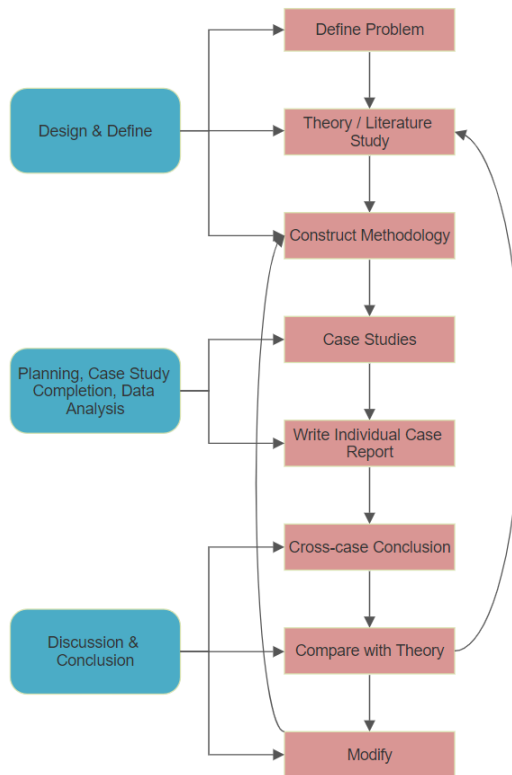 Define Problem
Design & Define
Theory / Literature
Study
Construct Methodology
Planning, Case Study
Completion, Data
Analysis
Case Studies
Write Individual Case
Report
Cross-case Conclusion
Discussion &
Conclusion
Compare with Theory
Modify